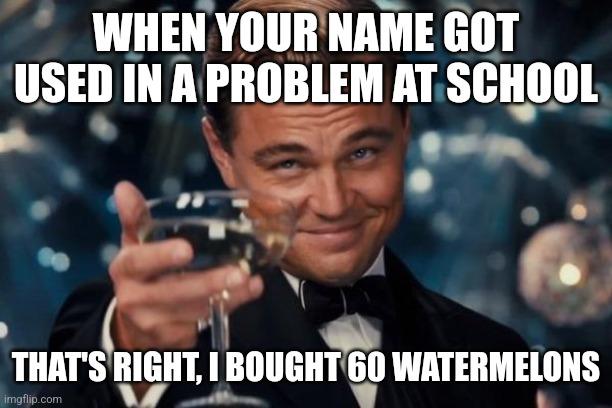 WHEN YOUR NAME GOT
USED IN A PROBLEM AT SCHOOL
THAT'S RIGHT, I BOUGHT 60 WATERMELONS
imgflip.com